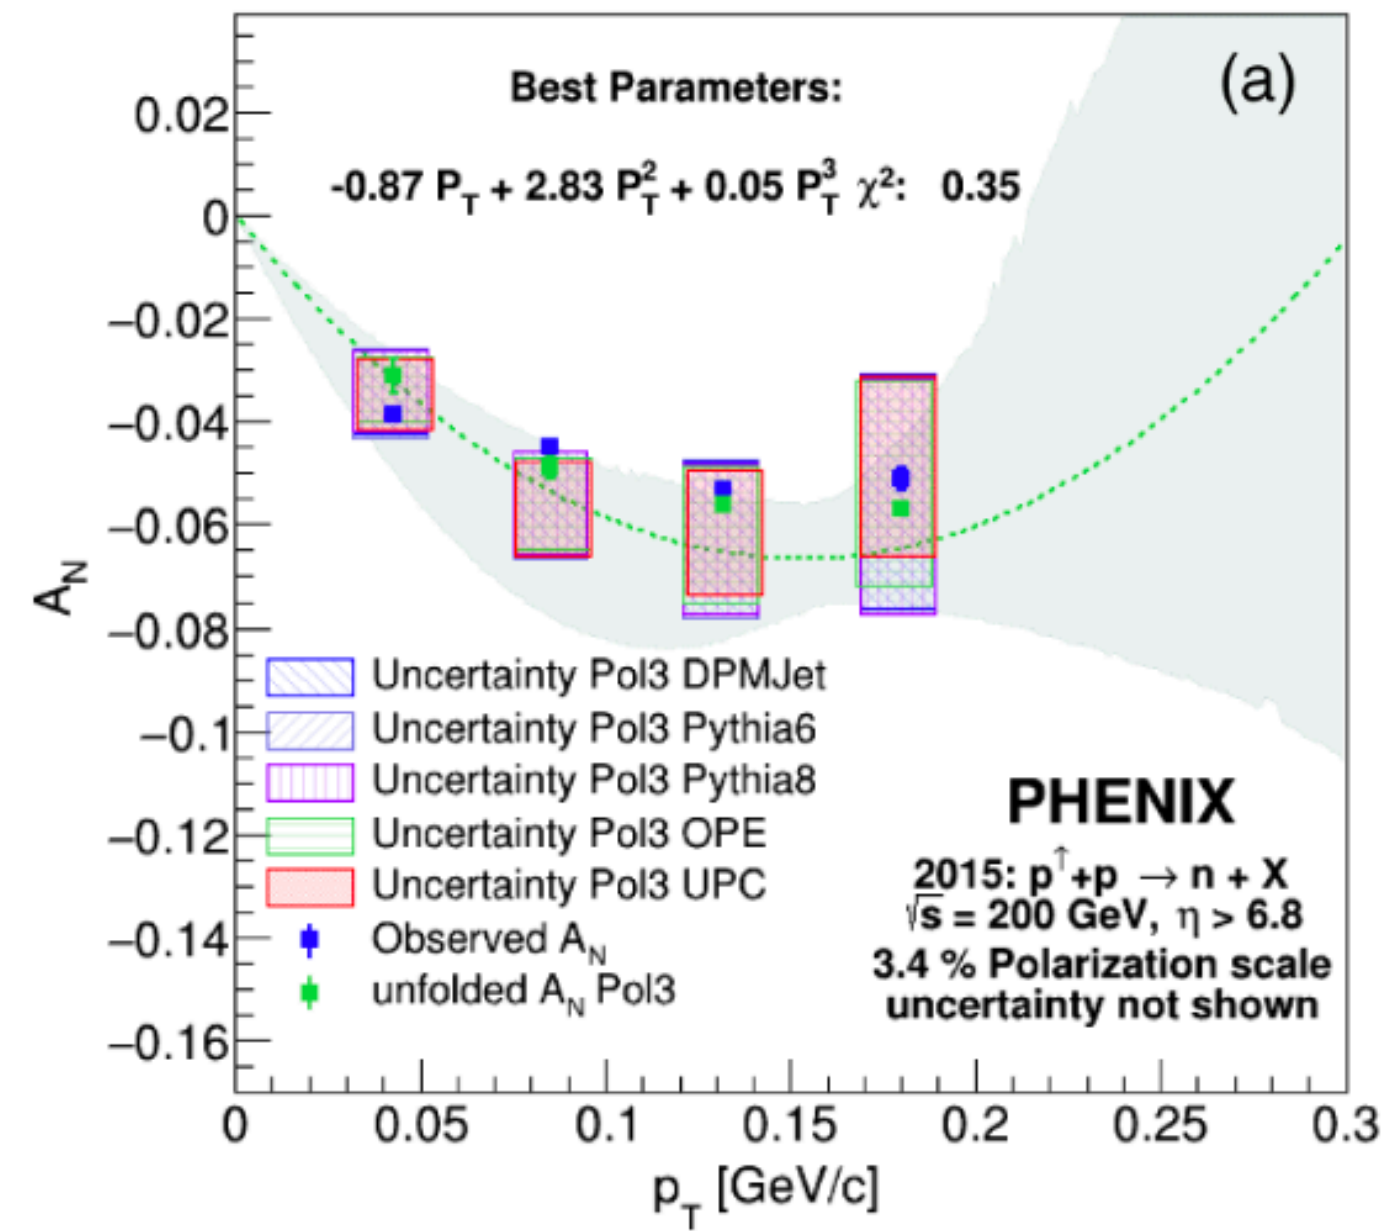 (a)
Best Parameters:
-0.87 P_T + 2.83 P_T^2 + 0.05 P_T^3 χ²: 0.35
0.02
0
−0.02
−0.04
−0.06
−0.08
−0.1
−0.12
−0.14
−0.16
A_N
Uncertainty Pol3 DPMJet
Uncertainty Pol3 Pythia6
Uncertainty Pol3 Pythia8
Uncertainty Pol3 OPE
Uncertainty Pol3 UPC
Observed A_N
unfolded A_N Pol3
PHENIX
2015: p^↑+p → n + X
√s = 200 GeV, η > 6.8
3.4 % Polarization scale
uncertainty not shown
0 0.05 0.1 0.15 0.2 0.25 0.3
p_T [GeV/c]